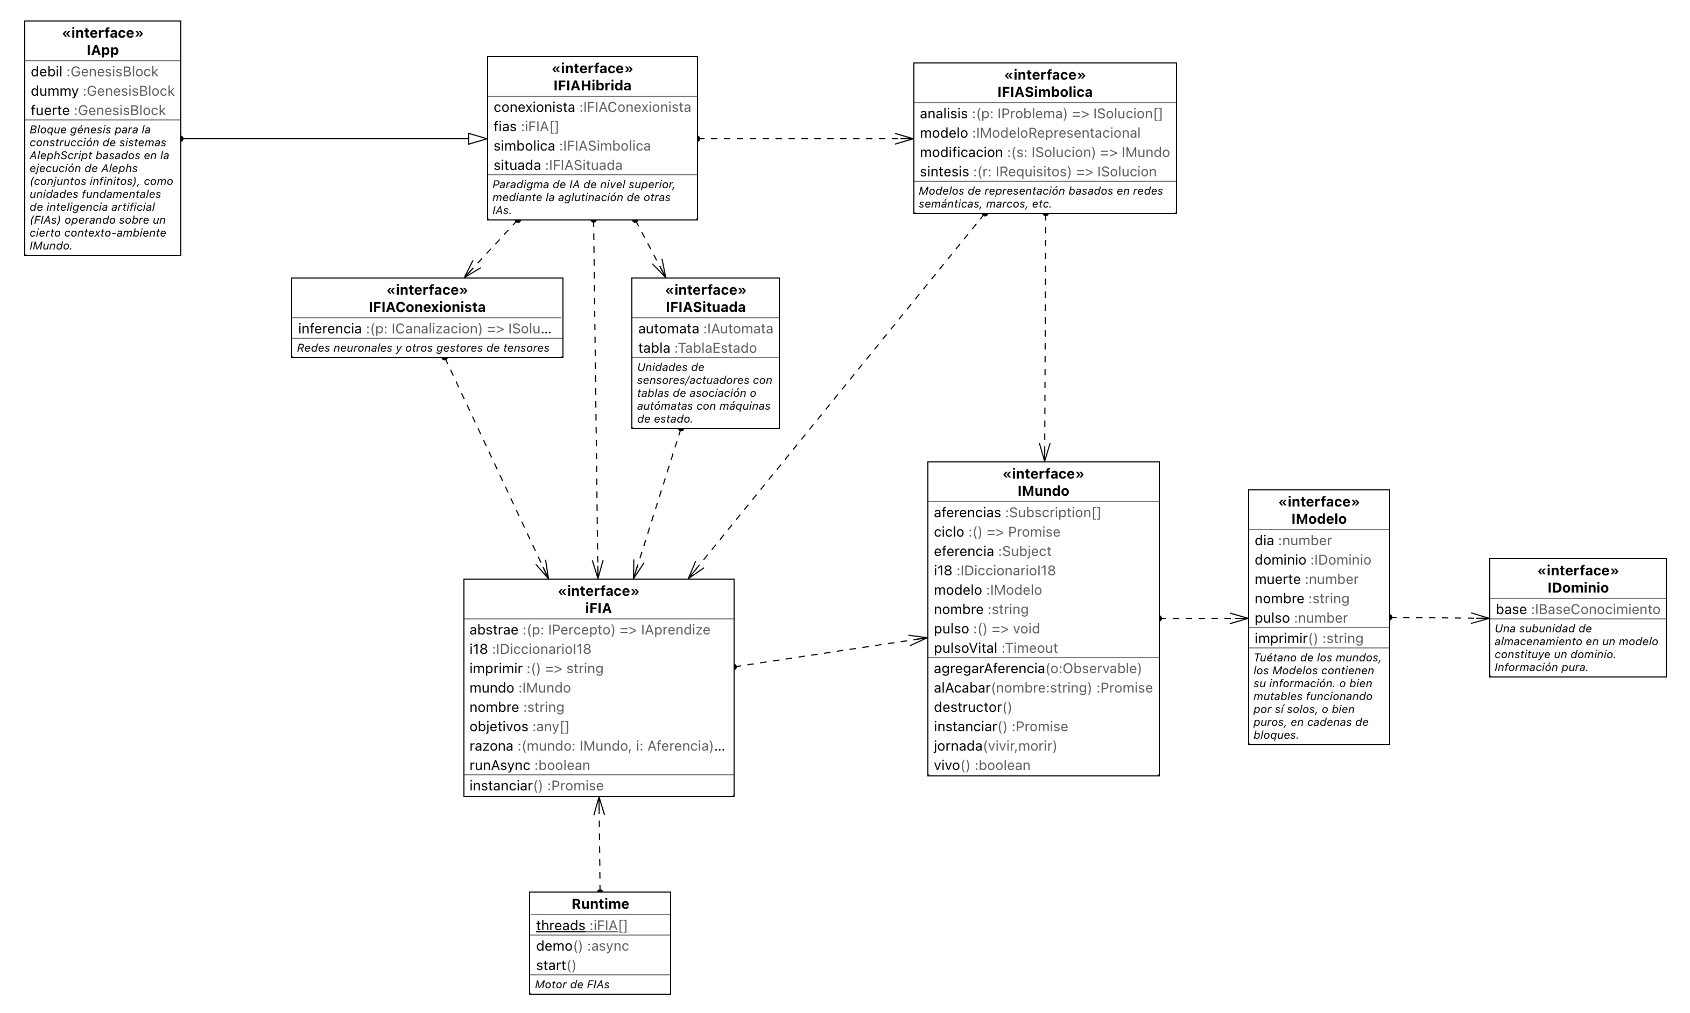 «interface»
IApp
debil :GenesisBlock
dummy :GenesisBlock
fuerte :GenesisBlock
Bloque génesis para la
construcción de sistemas
AlephScript basados en la
ejecución de Alephs
(conjuntos infinitos), como
unidades fundamentales
de inteligencia artificial
(FIAs) operando sobre un
cierto contexto-ambiente
IMundo.
«interface»
IFIAHibrida
conexionista :IFIAConexionista
fias :iFIA[]
simbolica :IFIASimbolica
situada :IFIASituada
Paradigma de IA de nivel superior,
mediante la aglutinación de otras
IAs.
«interface»
IFIASimbolica
analisis :(p: IProblema) => ISolucion[]
modelo :IModeloRepresentacional
modificacion :(s: ISolucion) => IMundo
sintesis :(r: IRequisitos) => ISolucion
Modelos de representación basados en redes
semánticas, marcos, etc.
«interface»
IFIAConexionista
inferencia :(p: ICanalizacion) => ISolu...
Redes neuronales y otros gestores de tensores
«interface»
IFIASituada
automata :IAutomata
tabla :TablaEstado
Unidades de
sensores/actuadores con
tablas de asociación o
autómatas con máquinas
de estado.
«interface»
iFIA
abstrae :(p: IPercepto) => IAprendize
i18 :IDiccionarioI18
imprimir :() => string
mundo :IMundo
nombre :string
objetivos :any[]
razona :(mundo: IMundo, i: Aferencia)...
runAsync :boolean
instanciar() :Promise
«interface»
IMundo
aferencias :Subscription[]
ciclo :() => Promise
eferencia :Subject
i18 :IDiccionarioI18
modelo :IModelo
nombre :string
pulso :() => void
pulsoVital :Timeout
agregarAferencia(o:Observable)
alAcabar(nombre:string) :Promise
destructor()
instanciar() :Promise
jornada(vivir,morir)
vivo() :boolean
«interface»
IModelo
dia :number
dominio :IDominio
muerte :number
nombre :string
pulso :number
imprimir() :string
Tuétano de los mundos,
los Modelos contienen
su información. o bien
mutables funcionando
por sí solos, o bien
puros, en cadenas de
bloques.
«interface»
IDominio
base :IBaseConocimiento
Una subunidad de
almacenamiento en un modelo
constituye un dominio.
Información pura.
Runtime
threads :iFIA[]
demo() :async
start()
Motor de FIAs